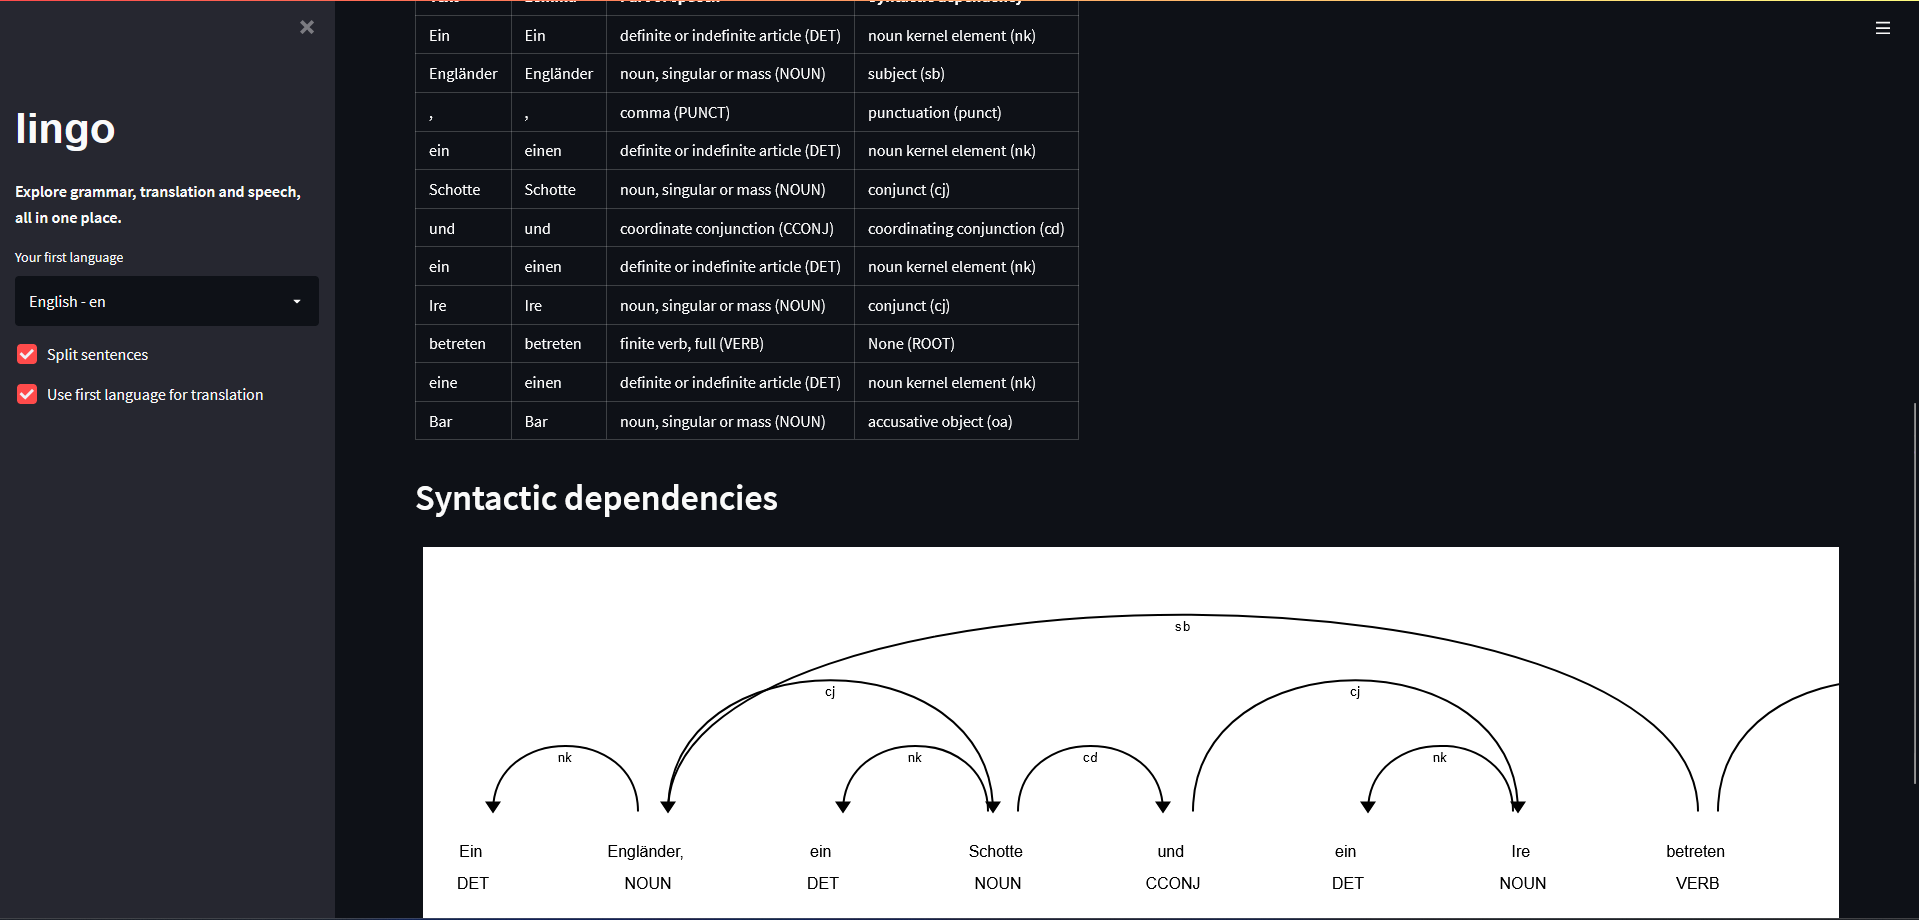 lingo
Explore grammar, translation and speech,
all in one place.
Your first language
English - en
Split sentences
Use first language for translation
Ein Ein definite or indefinite article (DET) noun kernel element (nk)
Engländer Engländer noun, singular or mass (NOUN) subject (sb)
, , comma (PUNCT) punctuation (punct)
ein einen definite or indefinite article (DET) noun kernel element (nk)
Schotte Schotte noun, singular or mass (NOUN) conjunct (cj)
und und coordinate conjunction (CCONJ) coordinating conjunction (cd)
ein einen definite or indefinite article (DET) noun kernel element (nk)
Ire Ire noun, singular or mass (NOUN) conjunct (cj)
betreten betreten finite verb, full (VERB) None (ROOT)
eine einen definite or indefinite article (DET) noun kernel element (nk)
Bar Bar noun, singular or mass (NOUN) accusative object (oa)
Syntactic dependencies
sb
cj cj
nk nk cd nk
Ein Engländer, ein Schotte und ein Ire betreten
DET NOUN DET NOUN CCONJ DET NOUN VERB